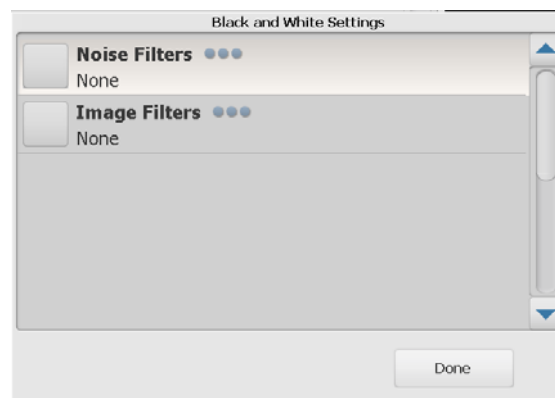 Black and White Settings
Noise Filters
None
Image Filters
None
Done